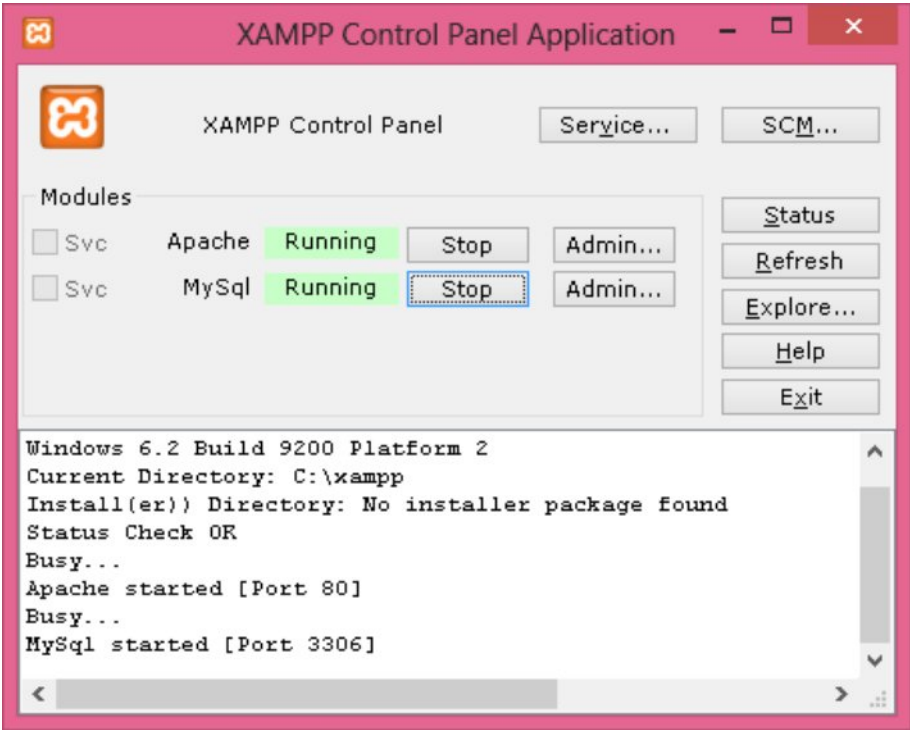 XAMPP Control Panel Application
XAMPP Control Panel
Service...
SCM...
Modules
Svc Apache Running Stop Admin...
Svc MySql Running Stop Admin...
Status
Refresh
Explore...
Help
Exit
Windows 6.2 Build 9200 Platform 2
Current Directory: C:\xampp
Install(er)) Directory: No installer package found
Status Check OK
Busy...
Apache started [Port 80]
Busy...
MySql started [Port 3306]